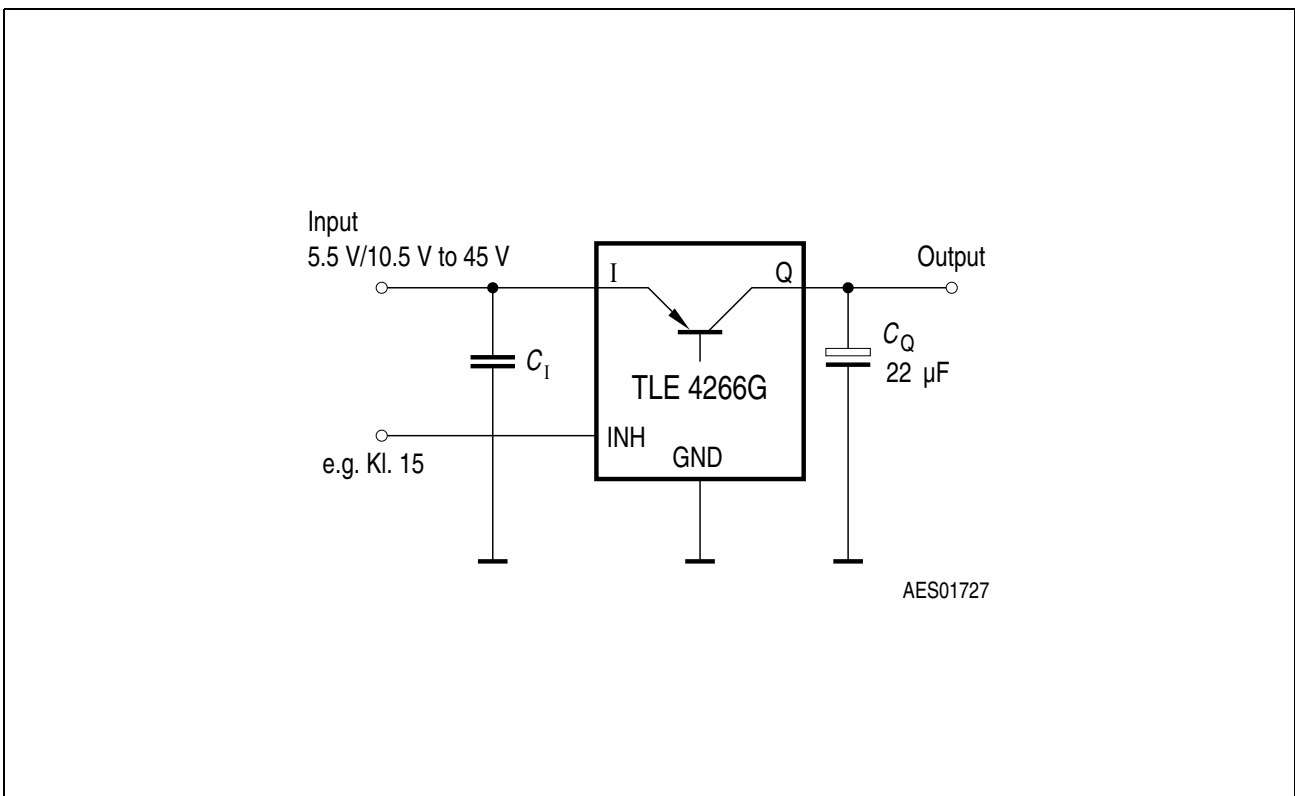 Input
5.5 V/10.5 V to 45 V
Output
I
Q
C_I
C_Q
22 µF
TLE 4266G
INH
GND
e.g. Kl. 15
AES01727